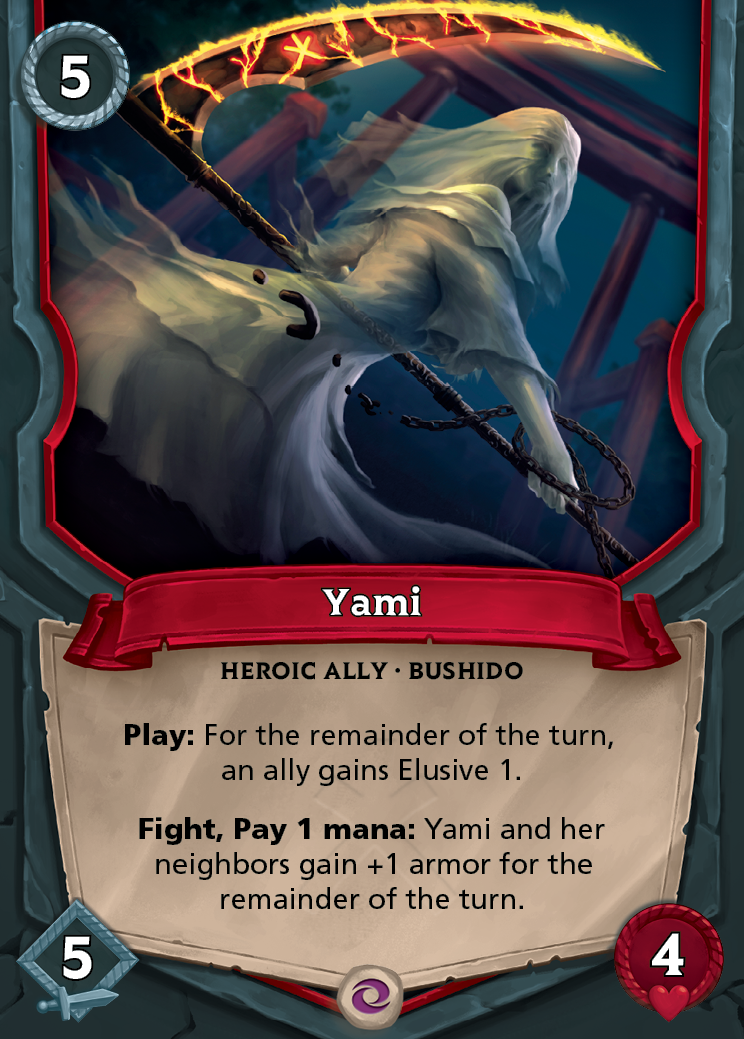 5
Yami
HEROIC ALLY · BUSHIDO
Play: For the remainder of the turn,
an ally gains Elusive 1.
Fight, Pay 1 mana: Yami and her
neighbors gain +1 armor for the
remainder of the turn.
5
4